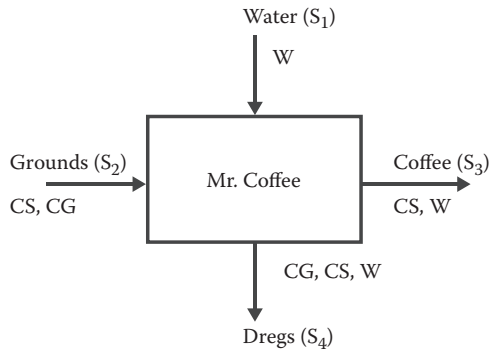 Water (S₁)
W
Grounds (S₂)
CS, CG
Mr. Coffee
Coffee (S₃)
CS, W
CG, CS, W
Dregs (S₄)